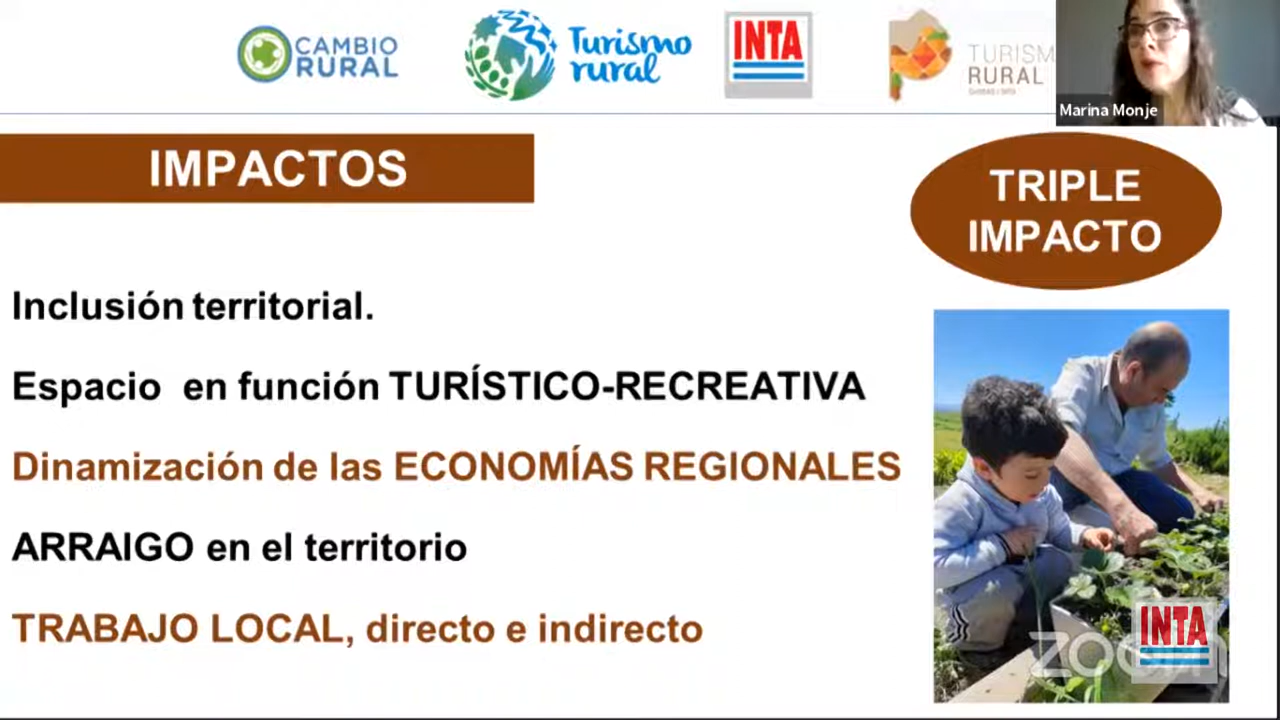 CAMBIO
RURAL
Turismo
rural
INTA
TURISM
RURAL
Marina Monje
IMPACTOS
TRIPLE
IMPACTO
Inclusión territorial.
Espacio en función TURÍSTICO-RECREATIVA
Dinamización de las ECONOMÍAS REGIONALES
ARRAIGO en el territorio
TRABAJO LOCAL, directo e indirecto
INTA
zoom